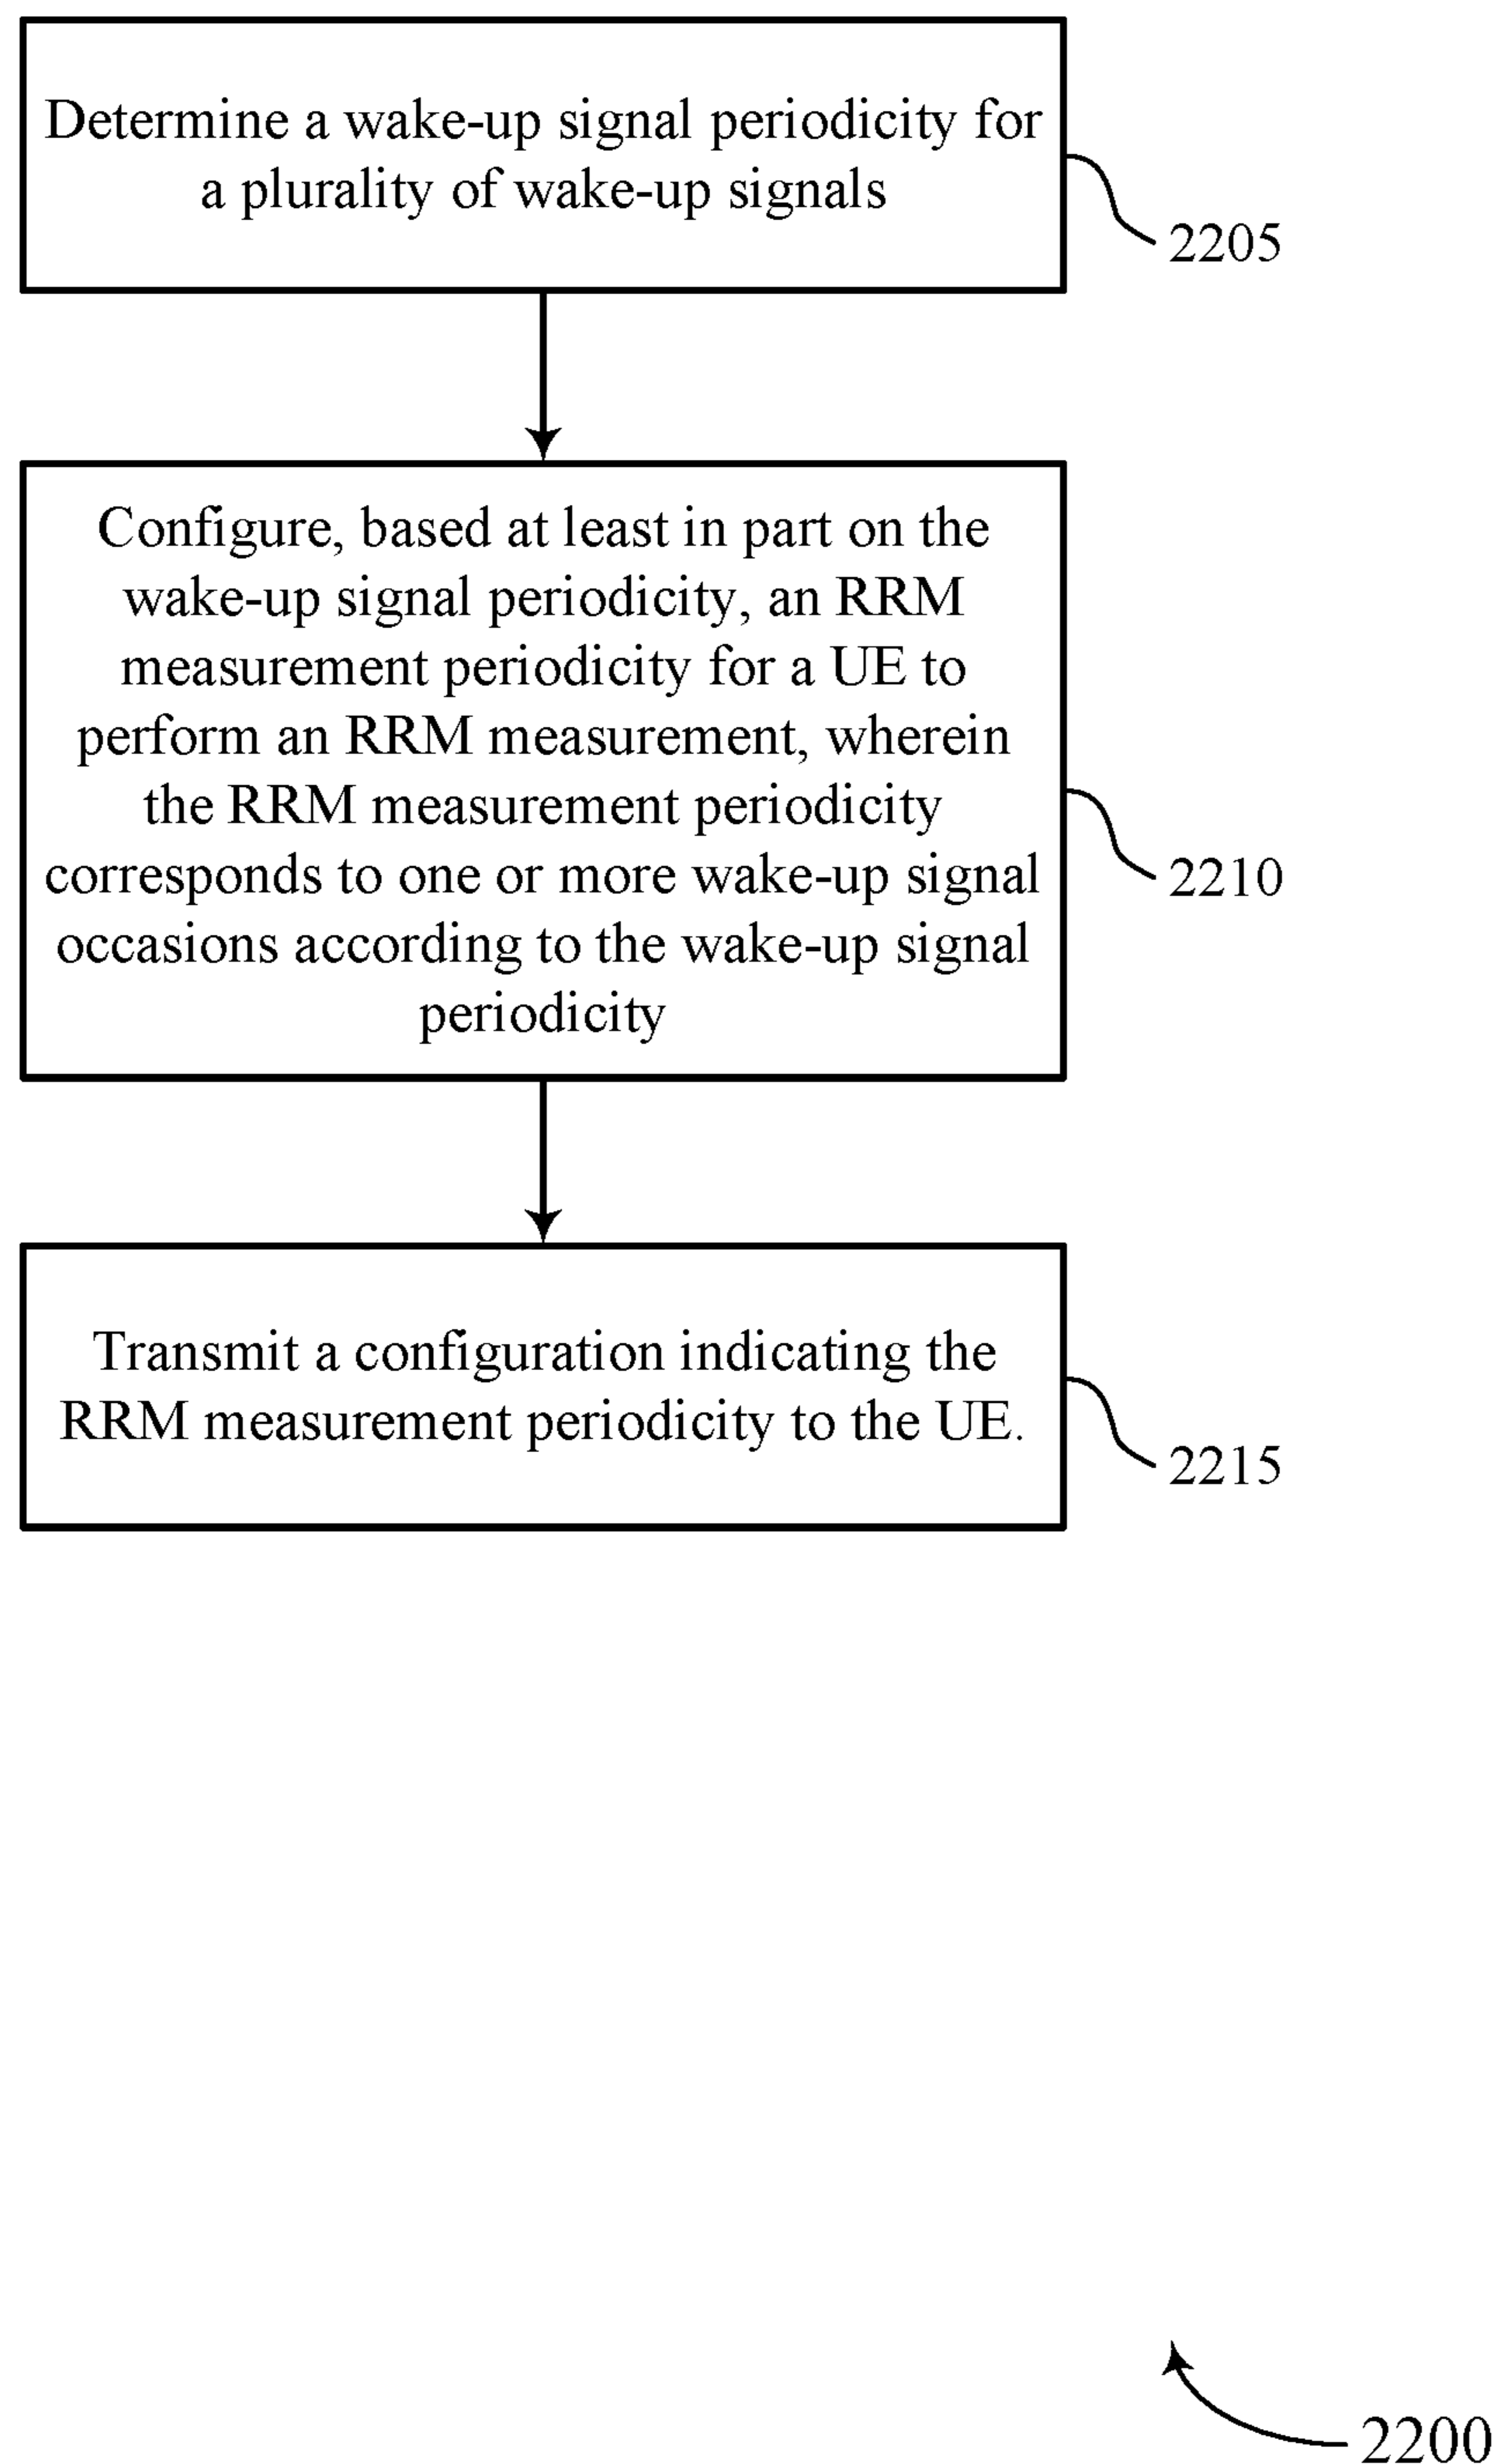 Determine a wake-up signal periodicity for
a plurality of wake-up signals
2205
Configure, based at least in part on the
wake-up signal periodicity, an RRM
measurement periodicity for a UE to
perform an RRM measurement, wherein
the RRM measurement periodicity
corresponds to one or more wake-up signal
occasions according to the wake-up signal
periodicity
2210
Transmit a configuration indicating the
RRM measurement periodicity to the UE.
2215
2200